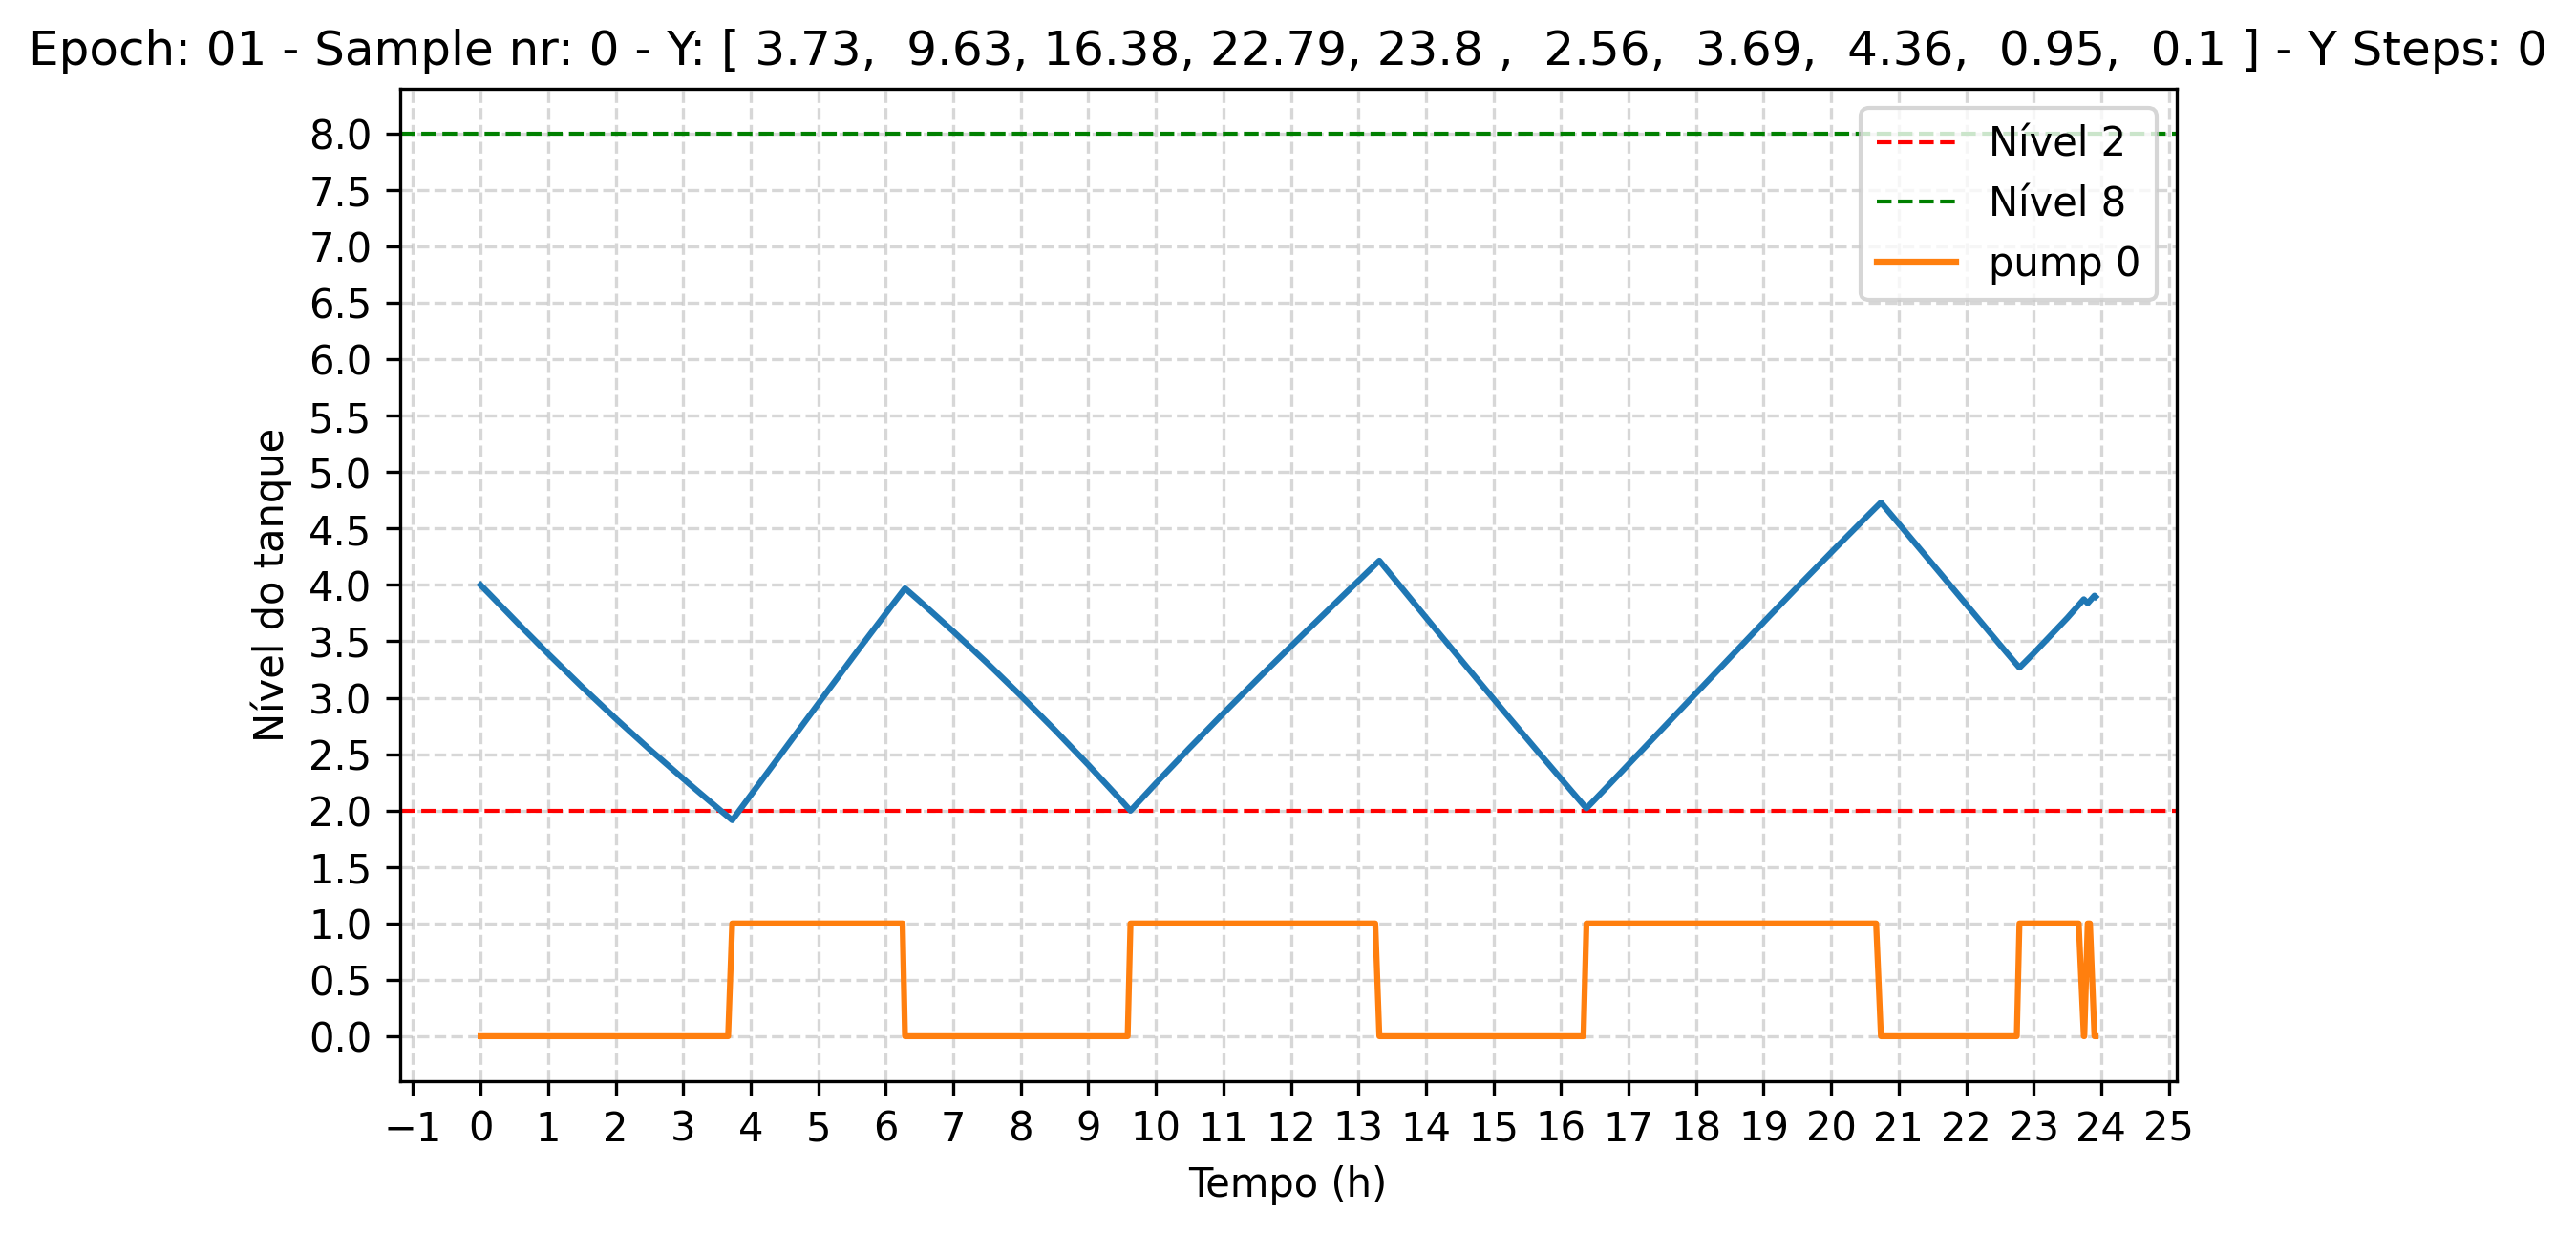 Epoch: 01 - Sample nr: 0 - Y: [ 3.73,  9.63, 16.38, 22.79, 23.8 ,  2.56,  3.69,  4.36,  0.95,  0.1 ] - Y Steps: 0
Nível 2
Nível 8
pump 0
8.0
7.5
7.0
6.5
6.0
5.5
5.0
4.5
4.0
3.5
3.0
2.5
2.0
1.5
1.0
0.5
0.0
Nível do tanque
−1 0 1 2 3 4 5 6 7 8 9 10 11 12 13 14 15 16 17 18 19 20 21 22 23 24 25
Tempo (h)